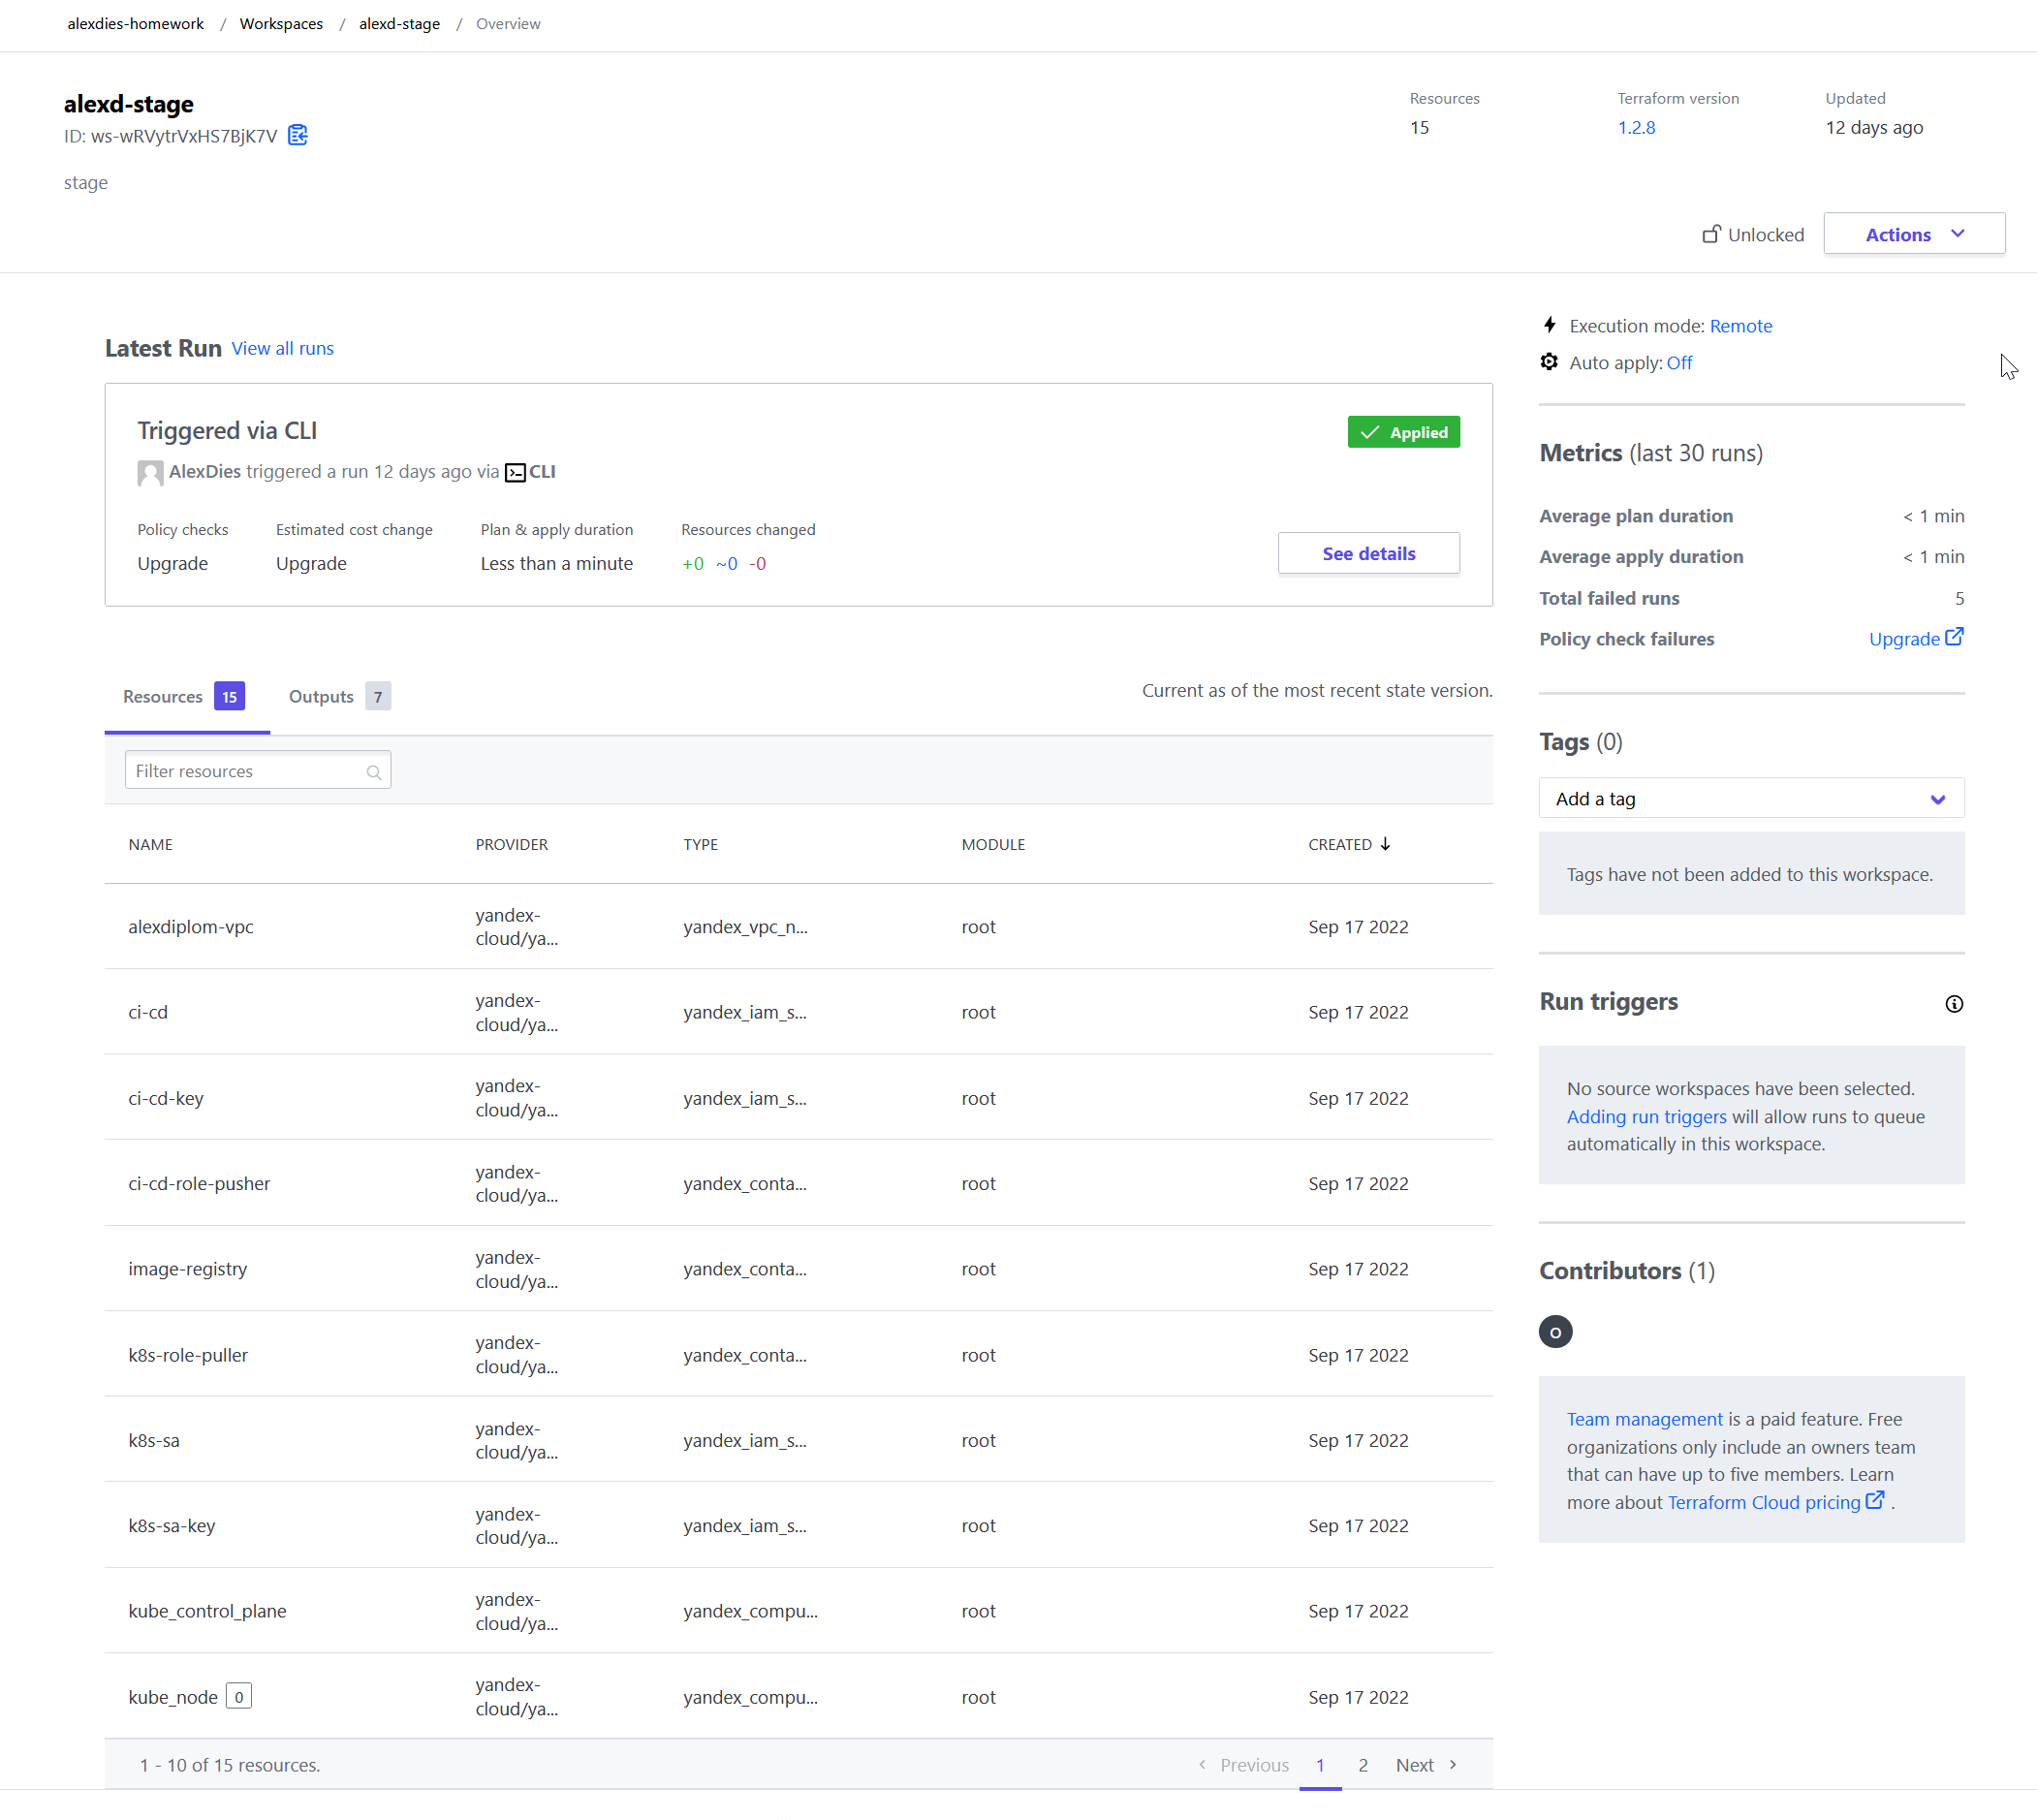 alexdies-homework / Workspaces / alexd-stage / Overview
alexd-stage
ID: ws-wRVytrVxHS7BjK7V
stage
Resources
15
Terraform version
1.2.8
Updated
12 days ago
Unlocked
Actions
Latest Run View all runs
Triggered via CLI
Applied
AlexDies triggered a run 12 days ago via CLI
Policy checks
Upgrade
Estimated cost change
Upgrade
Plan & apply duration
Less than a minute
Resources changed
+0 ~0 -0
See details
Resources 15 Outputs 7
Current as of the most recent state version.
Filter resources
NAME PROVIDER TYPE MODULE CREATED
alexdiplom-vpc yandex-cloud/ya... yandex_vpc_n... root Sep 17 2022
ci-cd yandex-cloud/ya... yandex_iam_s... root Sep 17 2022
ci-cd-key yandex-cloud/ya... yandex_iam_s... root Sep 17 2022
ci-cd-role-pusher yandex-cloud/ya... yandex_conta... root Sep 17 2022
image-registry yandex-cloud/ya... yandex_conta... root Sep 17 2022
k8s-role-puller yandex-cloud/ya... yandex_conta... root Sep 17 2022
k8s-sa yandex-cloud/ya... yandex_iam_s... root Sep 17 2022
k8s-sa-key yandex-cloud/ya... yandex_iam_s... root Sep 17 2022
kube_control_plane yandex-cloud/ya... yandex_compu... root Sep 17 2022
kube_node 0 yandex-cloud/ya... yandex_compu... root Sep 17 2022
1 - 10 of 15 resources.
Previous 1 2 Next
Execution mode: Remote
Auto apply: Off
Metrics (last 30 runs)
Average plan duration < 1 min
Average apply duration < 1 min
Total failed runs 5
Policy check failures Upgrade
Tags (0)
Add a tag
Tags have not been added to this workspace.
Run triggers
No source workspaces have been selected.
Adding run triggers will allow runs to queue
automatically in this workspace.
Contributors (1)
O
Team management is a paid feature. Free
organizations only include an owners team
that can have up to five members. Learn
more about Terraform Cloud pricing .